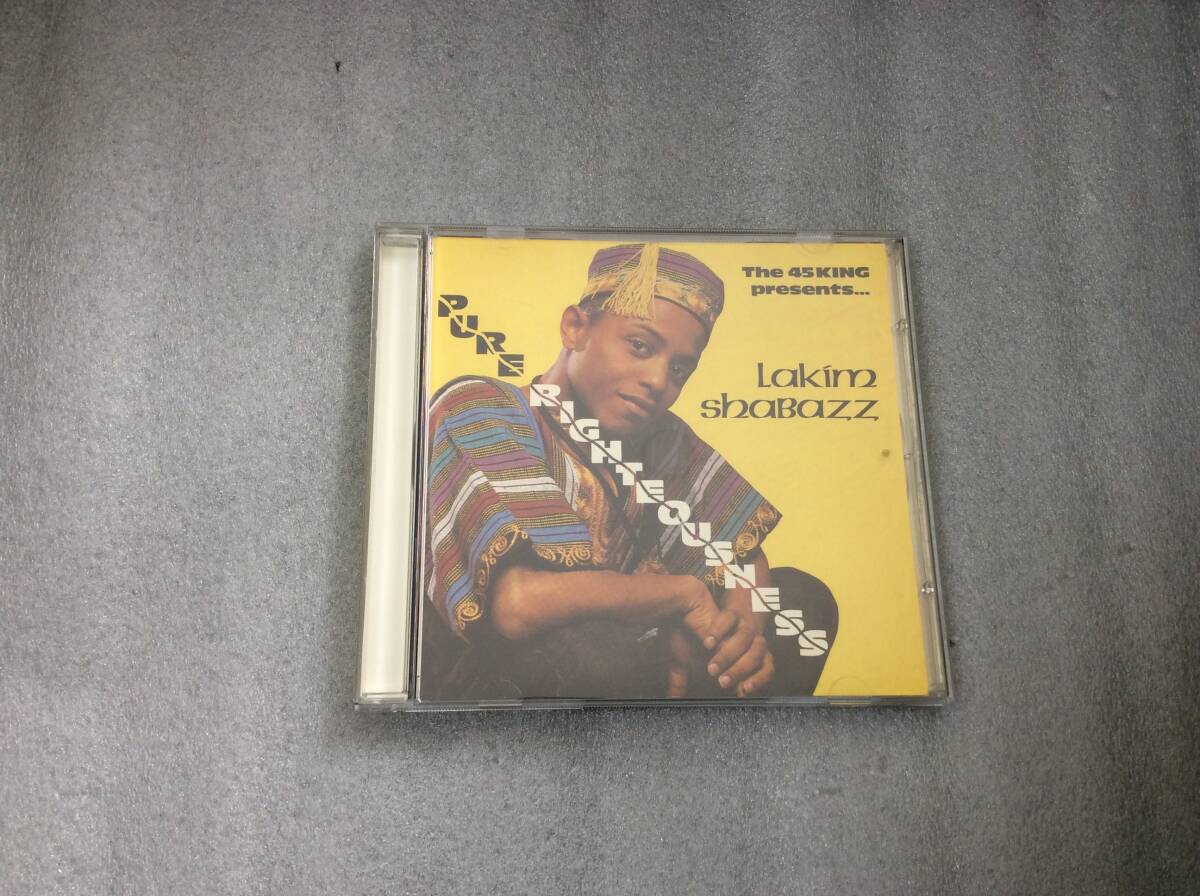 The 45 KING
presents...
Lakim
Shabazz
PURE
RIGHTEOUSNESS